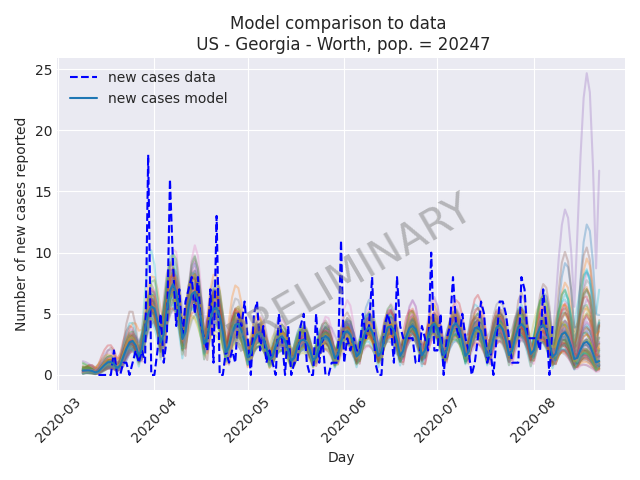 Model comparison to data
US - Georgia - Worth, pop. = 20247
new cases data
new cases model
PRELIMINARY
Number of new cases reported
25
20
15
10
5
0
2020-03
2020-04
2020-05
2020-06
2020-07
2020-08
Day